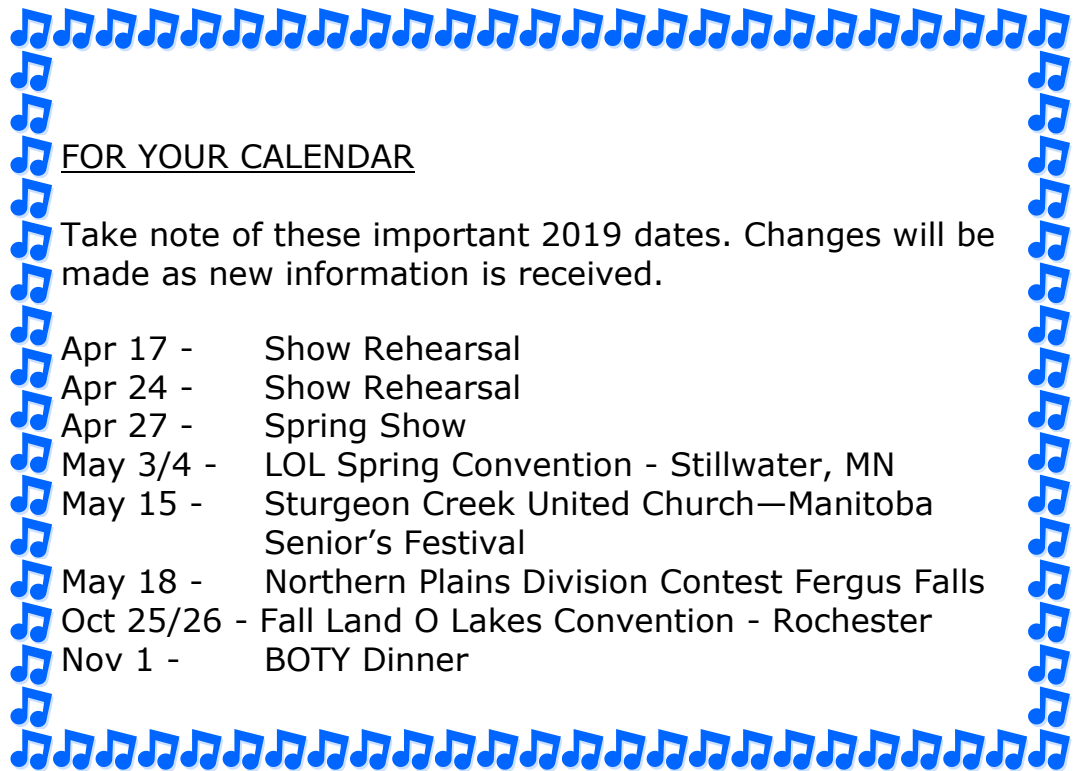 FOR YOUR CALENDAR
Take note of these important 2019 dates. Changes will be
made as new information is received.
Apr 17 - Show Rehearsal
Apr 24 - Show Rehearsal
Apr 27 - Spring Show
May 3/4 - LOL Spring Convention - Stillwater, MN
May 15 - Sturgeon Creek United Church—Manitoba
Senior’s Festival
May 18 - Northern Plains Division Contest Fergus Falls
Oct 25/26 - Fall Land O Lakes Convention - Rochester
Nov 1 - BOTY Dinner